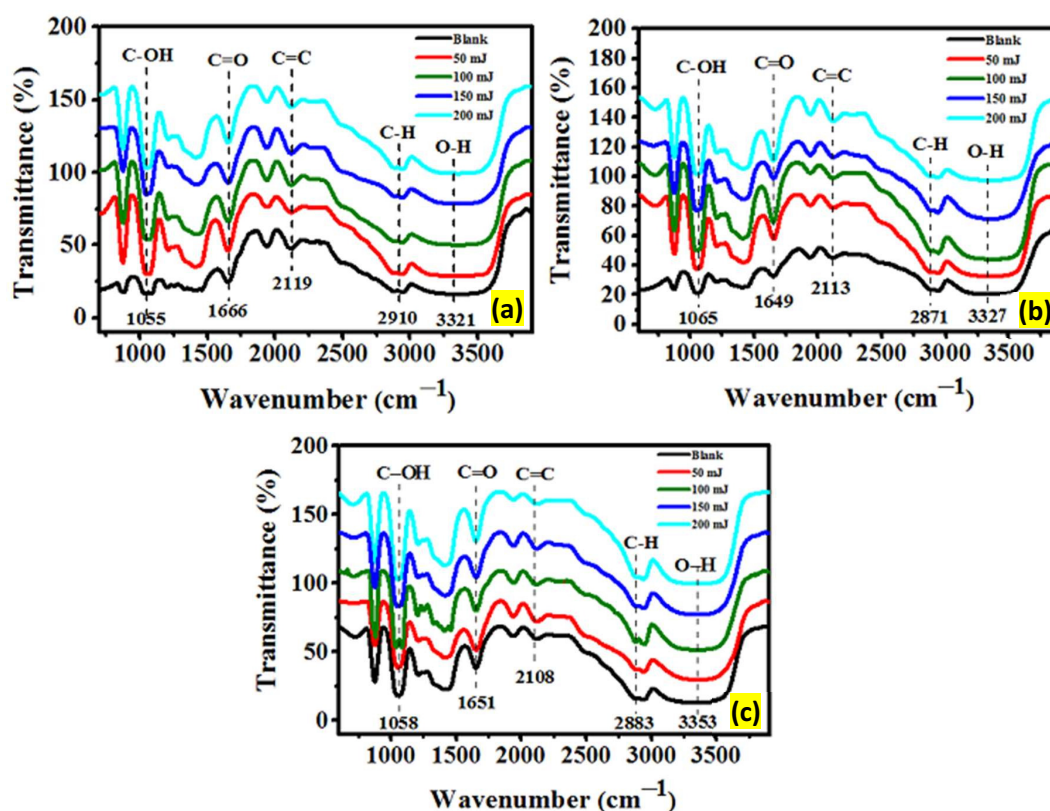 200
150
100
50
0
Transmittance (%)
C-OH
C=O
C=C
C-H
O-H
Blank
50 mJ
100 mJ
150 mJ
200 mJ
1055
1666
2119
2910
3321
(a)
1000 1500 2000 2500 3000 3500
Wavenumber (cm⁻¹)
200
180
160
140
120
100
80
60
40
20
0
Transmittance (%)
C-OH
C=O
C=C
C-H
O-H
Blank
50 mJ
100 mJ
150 mJ
200 mJ
1065
1649
2113
2871
3327
(b)
1000 1500 2000 2500 3000 3500
Wavenumber (cm⁻¹)
200
150
100
50
0
Transmittance (%)
C–OH
C=O
C=C
C-H
O–H
Blank
50 mJ
100 mJ
150 mJ
200 mJ
1058
1651
2108
2883
3353
(c)
1000 1500 2000 2500 3000 3500
Wavenumber (cm⁻¹)